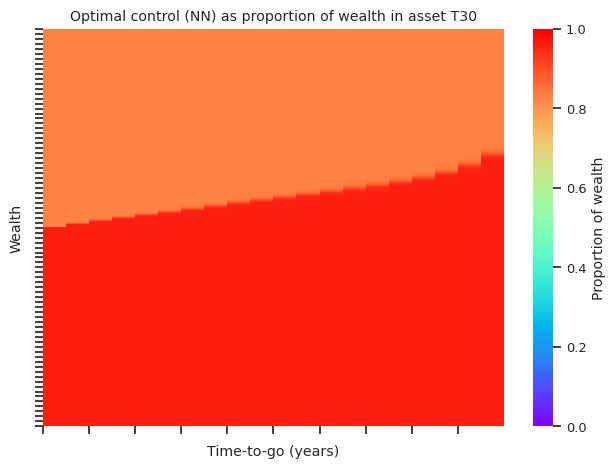 Optimal control (NN) as proportion of wealth in asset T30
Wealth
Time-to-go (years)
1.0
0.8
0.6
0.4
0.2
0.0
Proportion of wealth